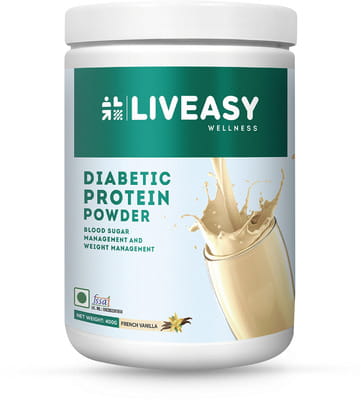 LIVEASY
WELLNESS
DIABETIC
PROTEIN
POWDER
BLOOD SUGAR
MANAGEMENT AND
WEIGHT MANAGEMENT
fssai
NET WEIGHT: 400G
FRENCH VANILLA